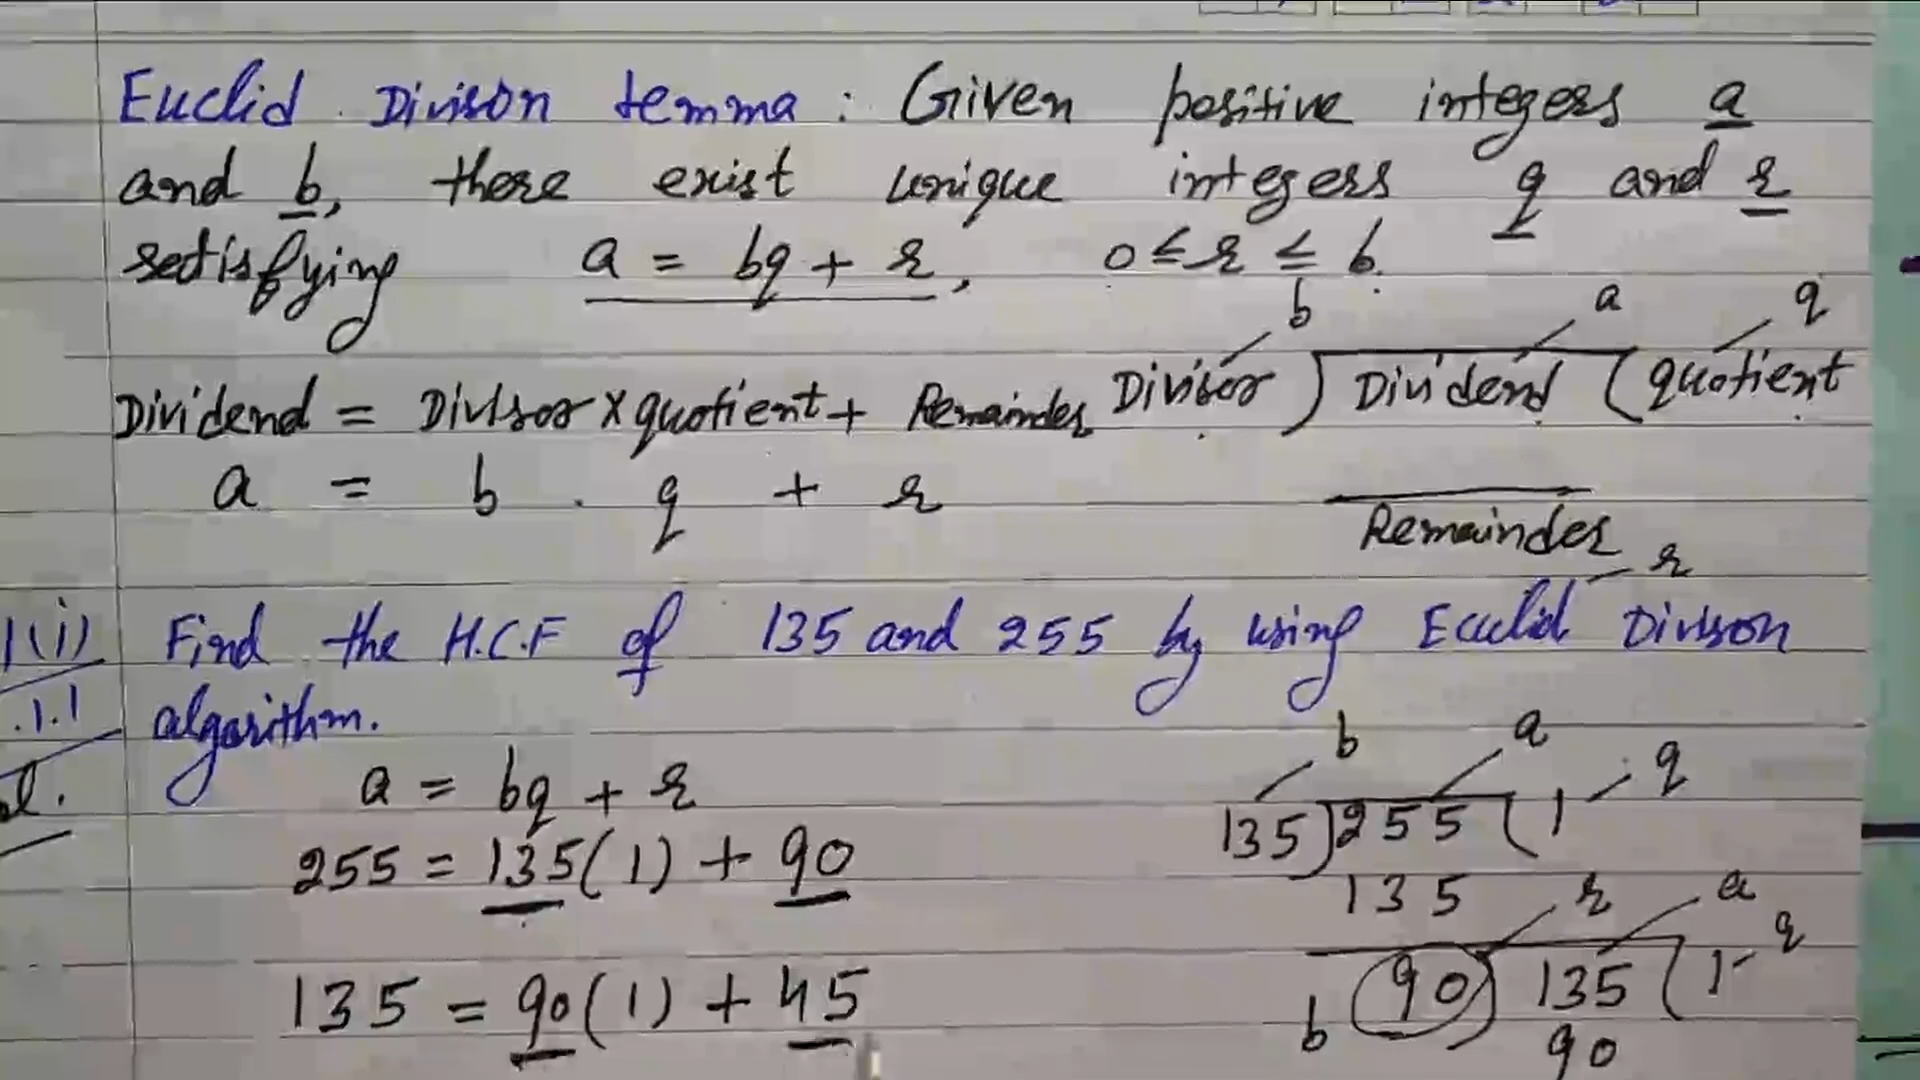 Euclid Divison Lemma : Given positive integers a
and b, there exist unique integers q and r
satisfying a = bq + r, 0 ≤ r ≤ b.
b a q
Dividend = Divisor × quotient + Remainder Divisor ) Dividend ( quotient
a = b . q + r
Remainder r
1(i) Find the H.C.F of 135 and 255 by using Euclid Divison
.1.1 algorithm.
b a q
a = bq + r
135 ) 255 ( 1
255 = 135 ( 1 ) + 90
135 r a q
135 = 90 ( 1 ) + 45
b 90 ) 135 ( 1
90